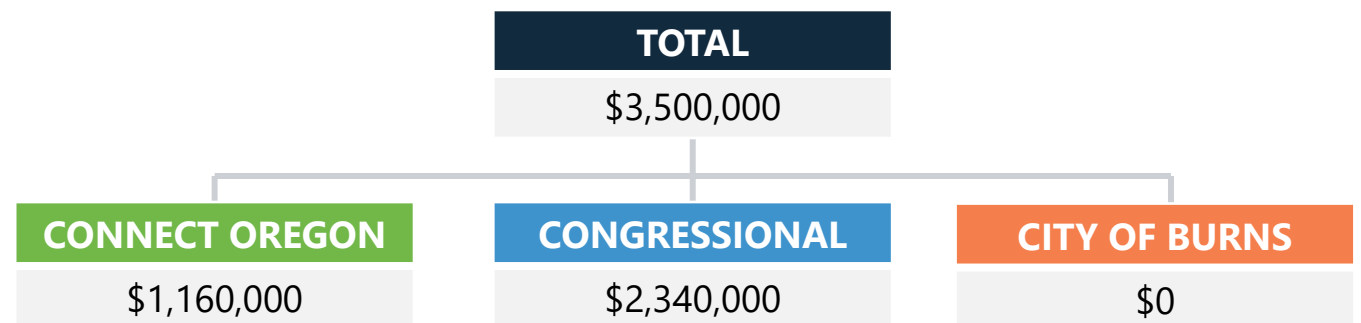 TOTAL
$3,500,000
CONNECT OREGON
$1,160,000
CONGRESSIONAL
$2,340,000
CITY OF BURNS
$0